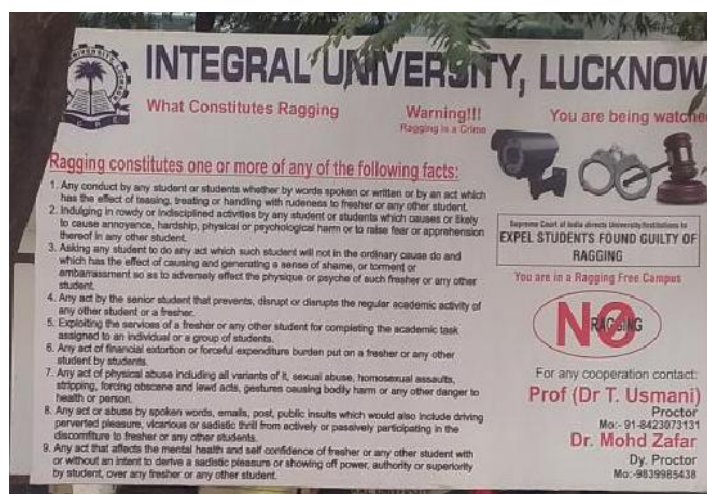 INTEGRAL UNIVERSITY, LUCKNOW
What Constitutes Ragging
Warning!!!
Ragging is a Crime
You are being watched
Ragging constitutes one or more of any of the following facts:
1. Any conduct by any student or students whether by words spoken or written or by an act which
has the effect of teasing, treating or handling with rudeness to fresher or any other student.
2. Indulging in rowdy or indisciplined activities by any student or students which causes or likely
to cause annoyance, hardship, physical or psychological harm or to raise fear or apprehension
thereof in any other student.
3. Asking any student to do any act which such student will not in the ordinary cause do and
which has the effect of causing and generating a sense of shame, or torment or
embarrassment so as to adversely effect the physique or psyche of such fresher or any other
student.
4. Any act by the senior student that prevents, disrupt or disrupts the regular academic activity of
any other student or a fresher.
5. Exploiting the services of a fresher or any other student for completing the academic task
assigned to an individual or a group of students.
6. Any act of financial extortion or forceful expenditure burden put on a fresher or any other
student by students.
7. Any act of physical abuse including all variants of it, sexual abuse, homosexual assaults,
stripping, forcing obscene and lewd acts, gestures causing bodily harm or any other danger to
health or person.
8. Any act or abuse by spoken words, emails, post, public insults which would also include driving
perverted pleasure, vicarious or sadistic thrill from actively or passively participating in the
discomfiture to fresher or any other students.
9. Any act that affects the mental health and self confidence of fresher or any other student with
or without an intent to derive a sadistic pleasure or showing off power, authority or superiority
by student, over any fresher or any other student.
Supreme Court of India directs University/Institutions to
EXPEL STUDENTS FOUND GUILTY OF
RAGGING
You are in a Ragging Free Campus
NO
RAGGING
For any cooperation contact:
Prof (Dr T. Usmani)
Proctor
Mo:- 91-8423073131
Dr. Mohd Zafar
Dy. Proctor
Mo:-9839985438